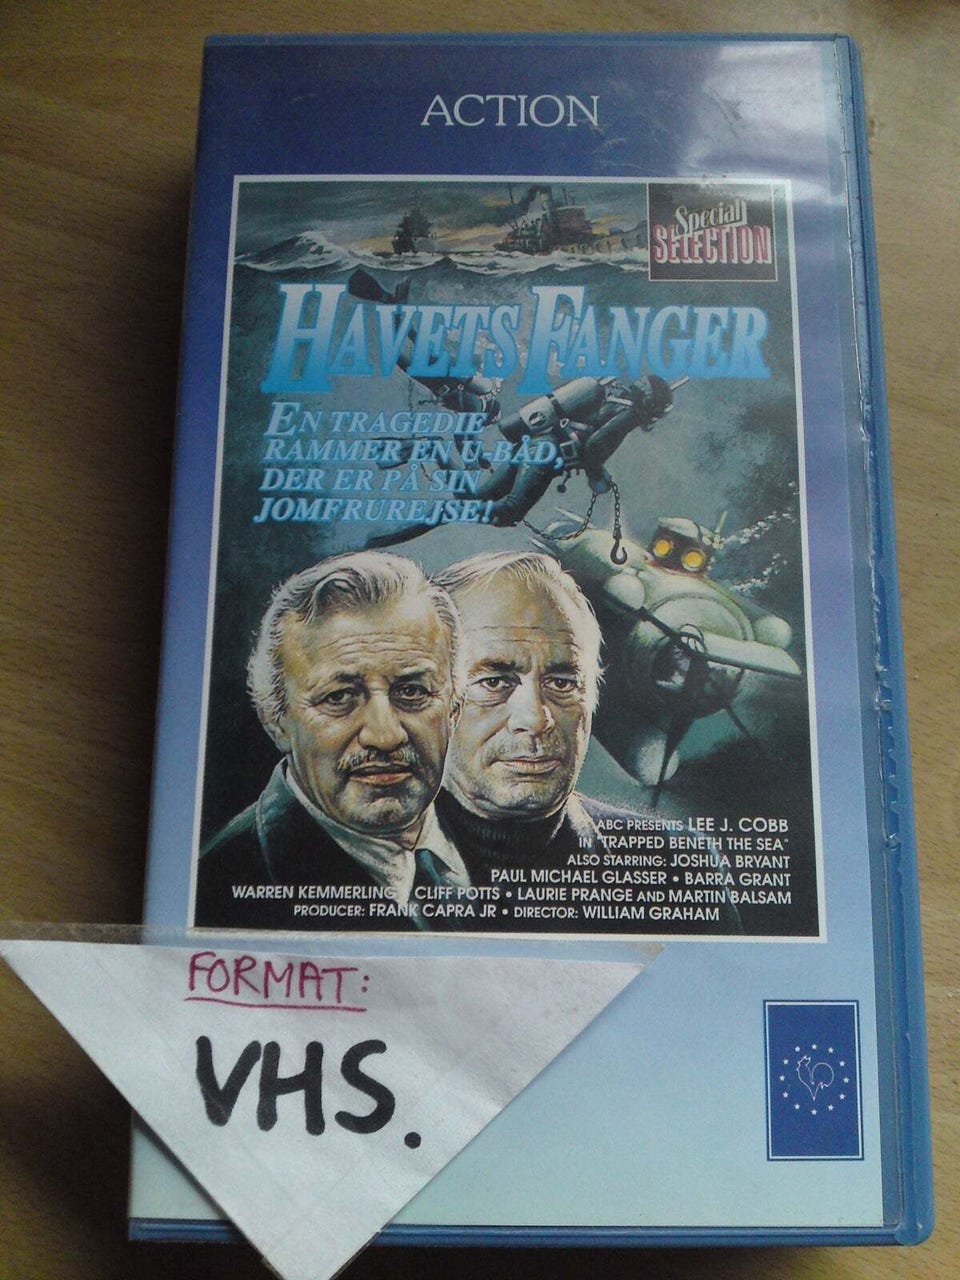 ACTION
Special
SELECTION
HAVETS FANGER
EN TRAGEDIE
RAMMER EN U-BÅD,
DER ER PÅ SIN
JOMFRUREJSE!
ABC PRESENTS LEE J. COBB
IN "TRAPPED BENETH THE SEA"
ALSO STARRING: JOSHUA BRYANT
PAUL MICHAEL GLASSER • BARRA GRANT
WARREN KEMMERLING • CLIFF POTTS • LAURIE PRANGE AND MARTIN BALSAM
PRODUCER: FRANK CAPRA JR • DIRECTOR: WILLIAM GRAHAM
FORMAT:
VHS.